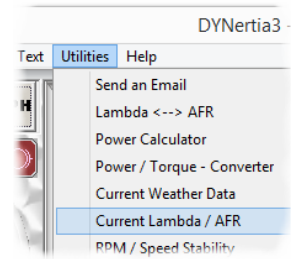 DYNertia3 -
Text Utilities Help
Send an Email
Lambda <--> AFR
Power Calculator
Power / Torque - Converter
Current Weather Data
Current Lambda / AFR
RPM / Speed Stability